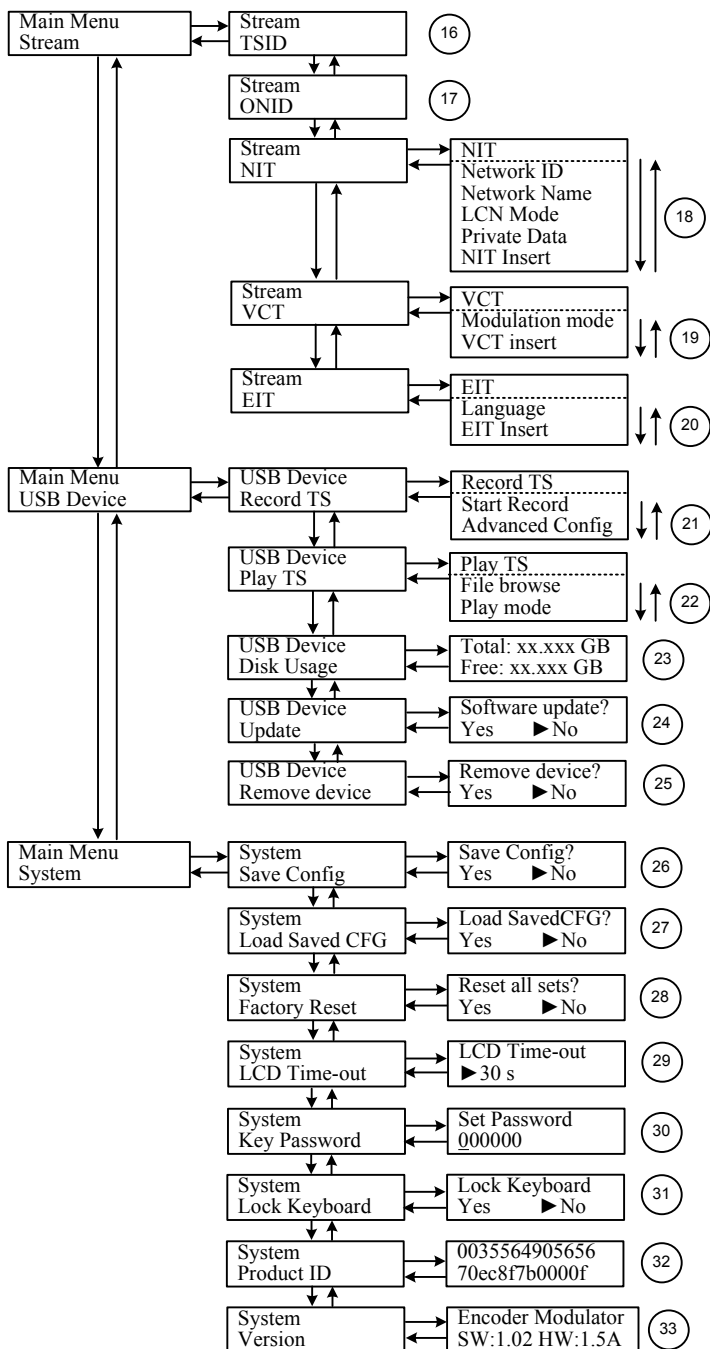 Main Menu
Stream
Stream
TSID
16
Stream
ONID
17
Stream
NIT
NIT
Network ID
Network Name
LCN Mode
Private Data
NIT Insert
18
Stream
VCT
VCT
Modulation mode
VCT insert
19
Stream
EIT
EIT
Language
EIT Insert
20
Main Menu
USB Device
USB Device
Record TS
Record TS
Start Record
Advanced Config
21
USB Device
Play TS
Play TS
File browse
Play mode
22
USB Device
Disk Usage
Total: xx.xxx GB
Free: xx.xxx GB
23
USB Device
Update
Software update?
Yes ►No
24
USB Device
Remove device
Remove device?
Yes ►No
25
Main Menu
System
System
Save Config
Save Config?
Yes ►No
26
System
Load Saved CFG
Load SavedCFG?
Yes ►No
27
System
Factory Reset
Reset all sets?
Yes ►No
28
System
LCD Time-out
LCD Time-out
►30 s
29
System
Key Password
Set Password
000000
30
System
Lock Keyboard
Lock Keyboard
Yes ►No
31
System
Product ID
0035564905656
70ec8f7b0000f
32
System
Version
Encoder Modulator
SW:1.02 HW:1.5A
33